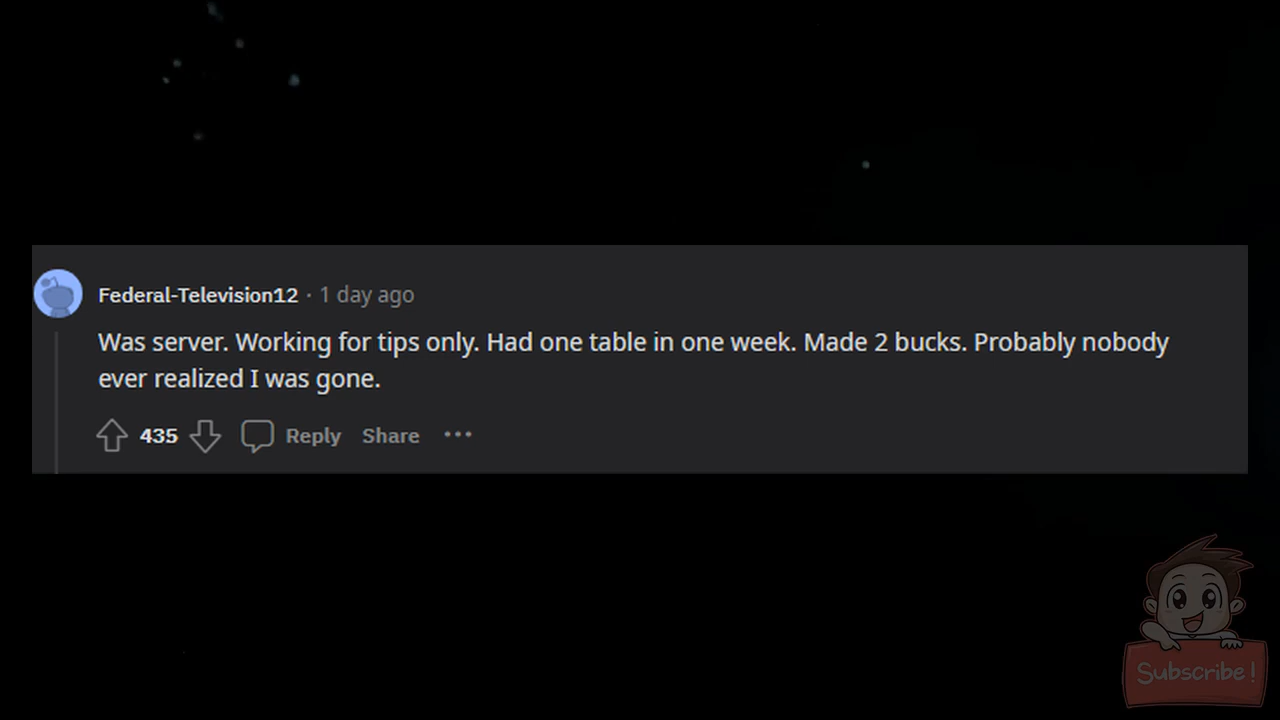 Federal-Television12 · 1 day ago
Was server. Working for tips only. Had one table in one week. Made 2 bucks. Probably nobody
ever realized I was gone.
435 Reply Share ···
Subscribe!